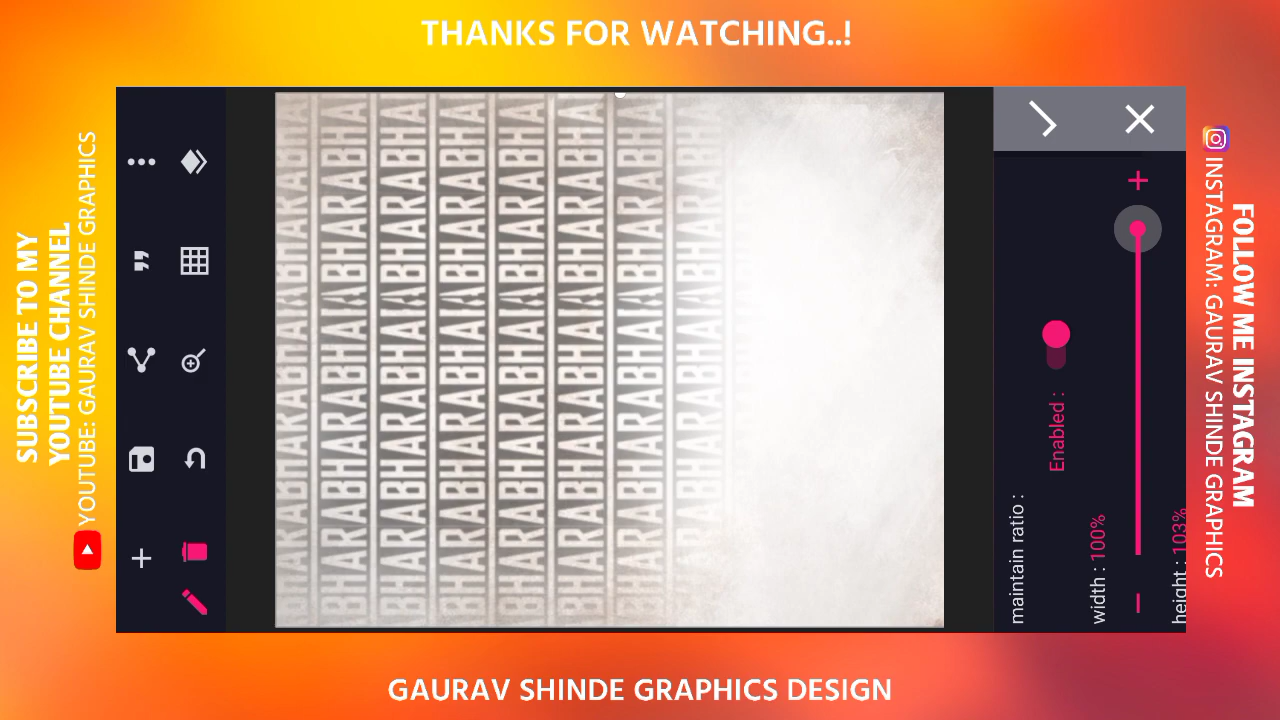 THANKS FOR WATCHING..!
SUBSCRIBE TO MY
YOUTUBE CHANNEL
YOUTUBE: GAURAV SHINDE GRAPHICS
maintain ratio :
Enabled :
width : 100%
height : 103%
INSTAGRAM: GAURAV SHINDE GRAPHICS
FOLLOW ME INSTAGRAM
GAURAV SHINDE GRAPHICS DESIGN